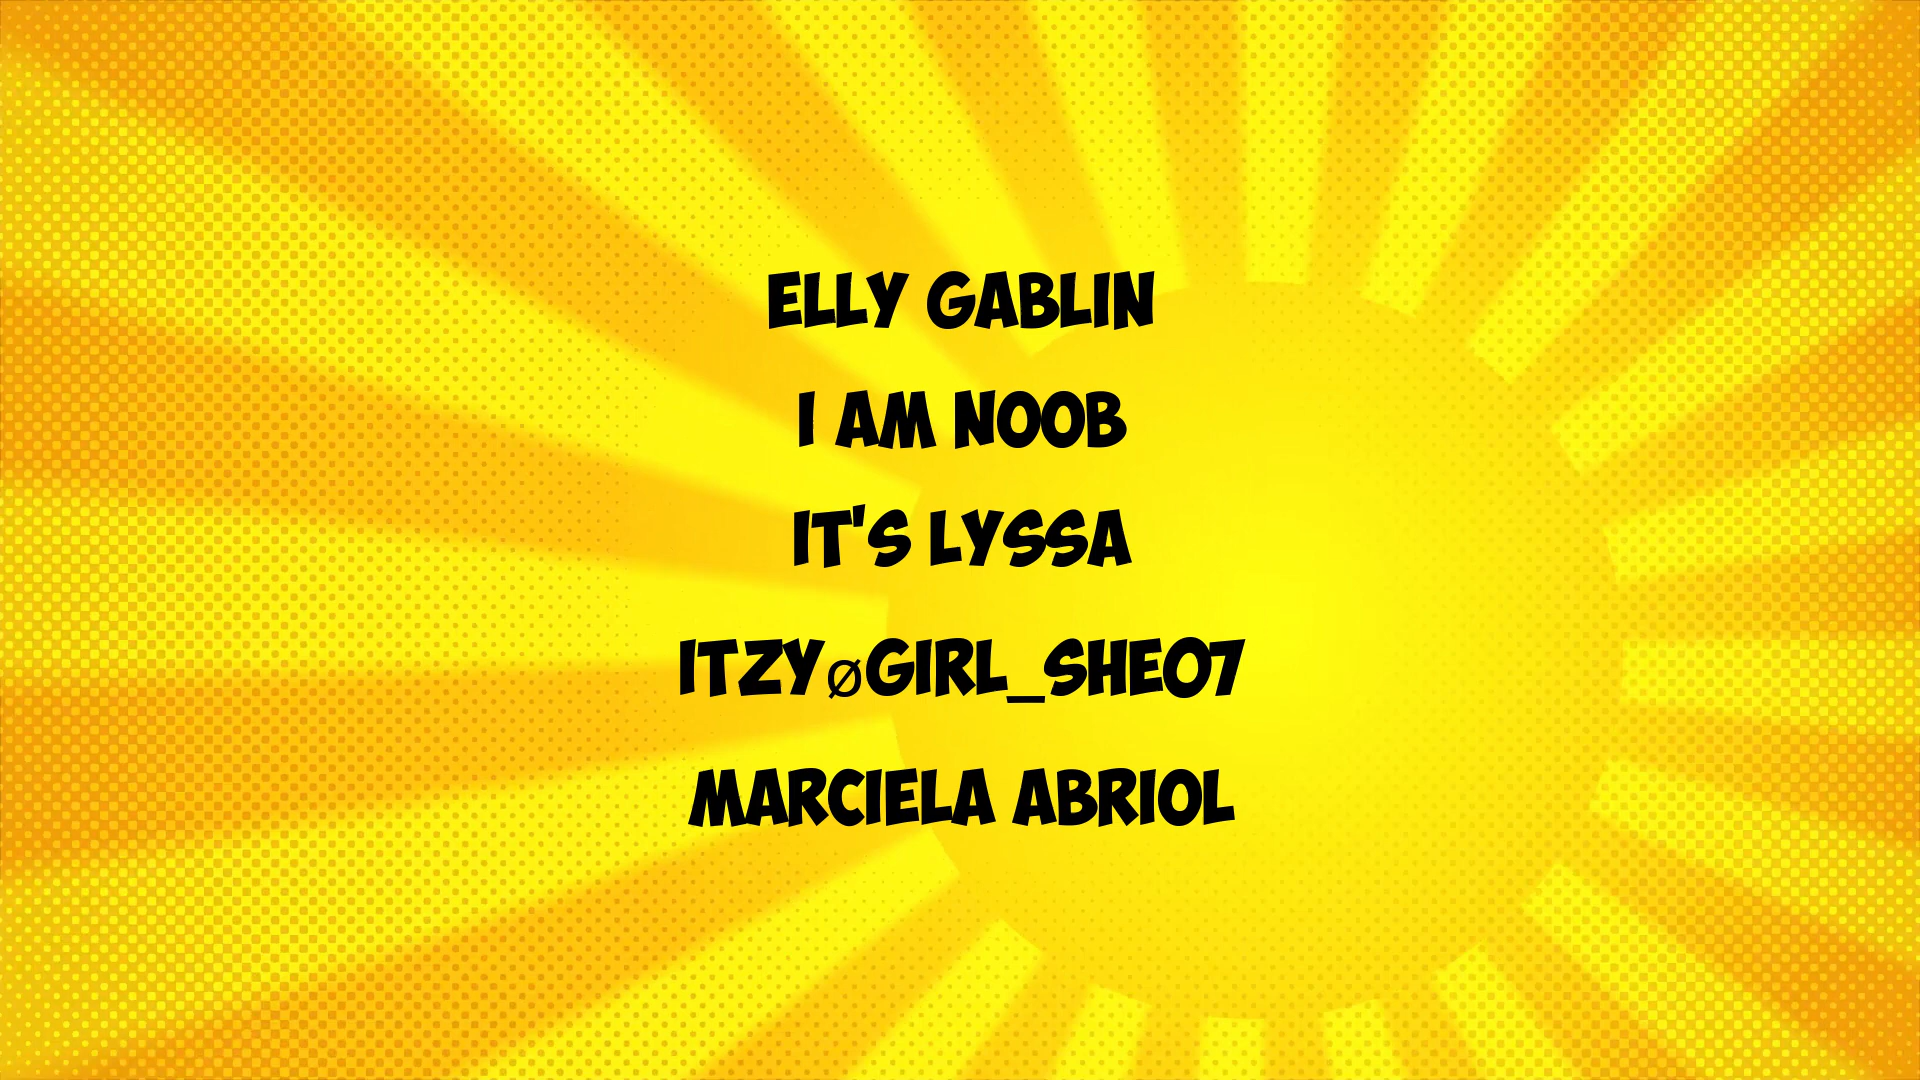 ELLY GABLIN
I AM NOOB
IT'S LYSSA
ITZYØGIRL_SHE07
MARCIELA ABRIOL